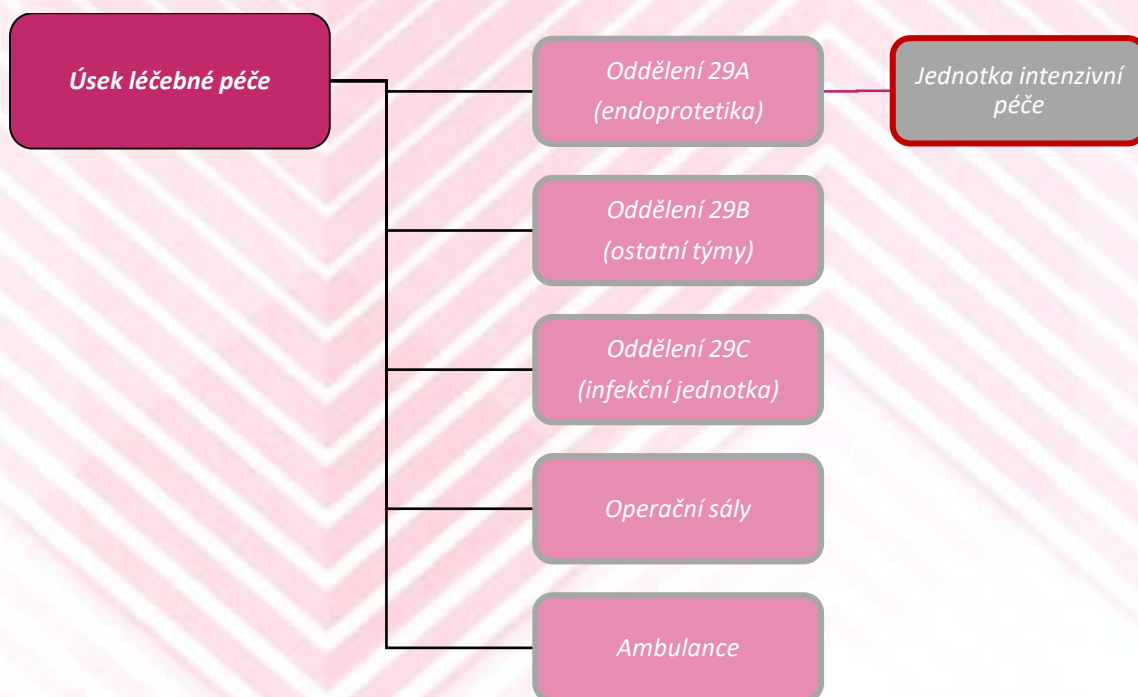 Úsek léčebné péče
Oddělení 29A
(endoprotetika)
Jednotka intenzivní
péče
Oddělení 29B
(ostatní týmy)
Oddělení 29C
(infekční jednotka)
Operační sály
Ambulance